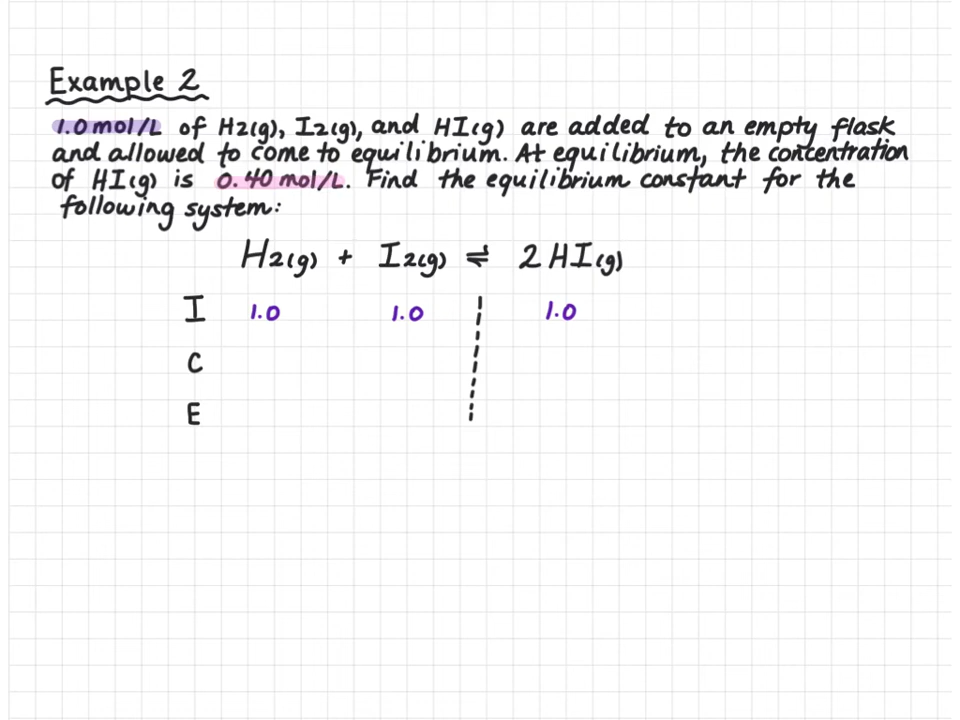 Example 2
1.0 mol/L of H2(g), I2(g), and HI(g) are added to an empty flask
and allowed to come to equilibrium. At equilibrium, the concentration
of HI(g) is 0.40 mol/L. Find the equilibrium constant for the
following system:
H2(g) + I2(g) ⇌ 2 HI(g)
I 1.0 1.0 1.0
C
E